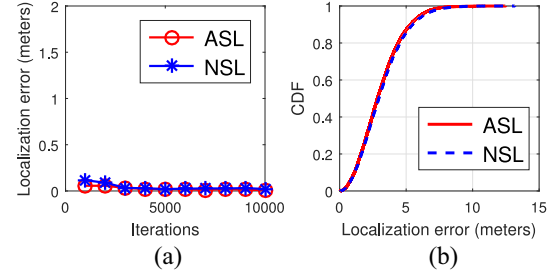 2
1.5
1
0.5
0
0
5000
10000
Localization error (meters)
Iterations
ASL
NSL
(a)
1
0.8
0.6
0.4
0.2
0
0
5
10
15
CDF
Localization error (meters)
ASL
NSL
(b)